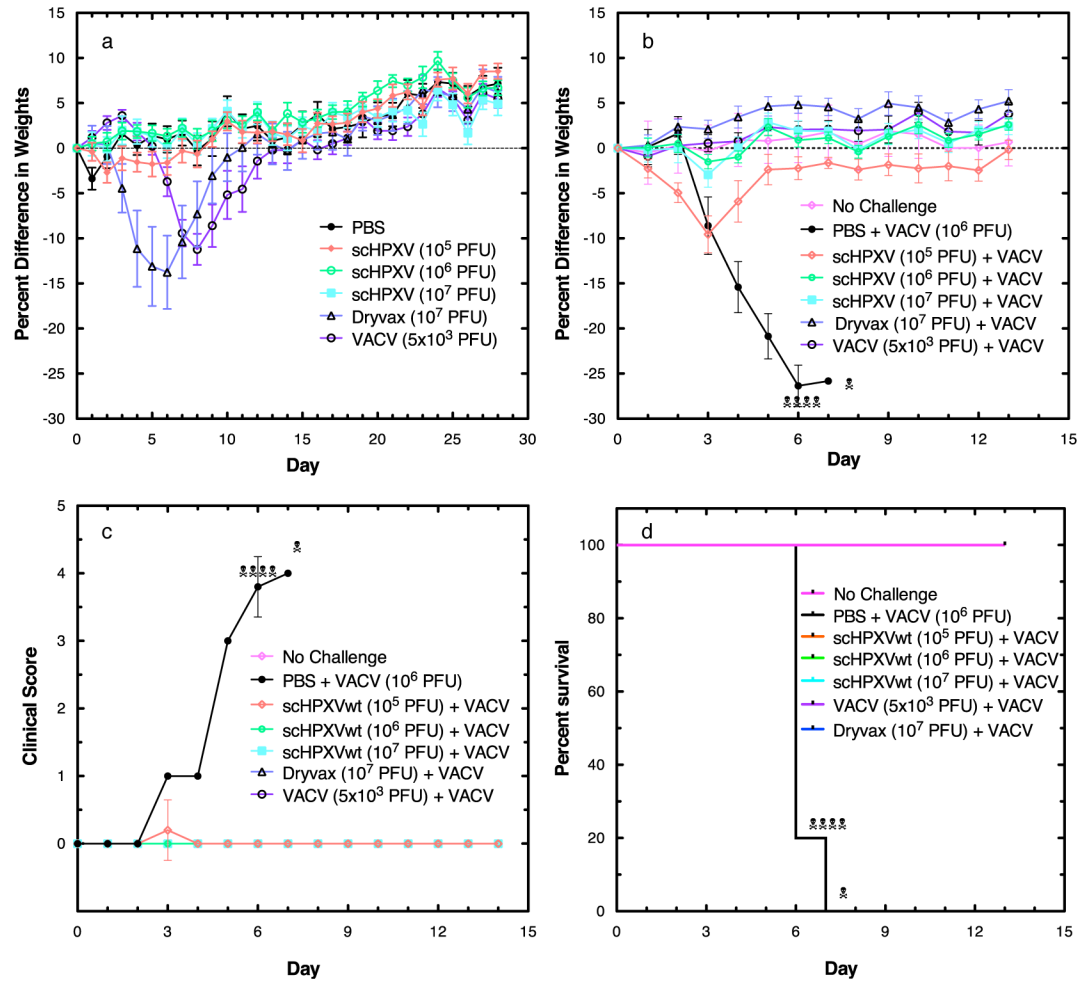 a
15
10
5
0
-5
-10
-15
-20
-25
-30
Percent Difference in Weights
PBS
scHPXV (10⁵ PFU)
scHPXV (10⁶ PFU)
scHPXV (10⁷ PFU)
Dryvax (10⁷ PFU)
VACV (5x10³ PFU)
0 5 10 15 20 25 30
Day
b
15
10
5
0
-5
-10
-15
-20
-25
-30
Percent Difference in Weights
No Challenge
PBS + VACV (10⁶ PFU)
scHPXV (10⁵ PFU) + VACV
scHPXV (10⁶ PFU) + VACV
scHPXV (10⁷ PFU) + VACV
Dryvax (10⁷ PFU) + VACV
VACV (5x10³ PFU) + VACV
0 3 6 9 12 15
Day
c
5
4
3
2
1
0
Clinical Score
No Challenge
PBS + VACV (10⁶ PFU)
scHPXVwt (10⁵ PFU) + VACV
scHPXVwt (10⁶ PFU) + VACV
scHPXVwt (10⁷ PFU) + VACV
Dryvax (10⁷ PFU) + VACV
VACV (5x10³ PFU) + VACV
0 3 6 9 12 15
Day
d
100
80
60
40
20
0
Percent survival
No Challenge
PBS + VACV (10⁶ PFU)
scHPXVwt (10⁵ PFU) + VACV
scHPXVwt (10⁶ PFU) + VACV
scHPXVwt (10⁷ PFU) + VACV
VACV (5x10³ PFU) + VACV
Dryvax (10⁷ PFU) + VACV
0 3 6 9 12 15
Day